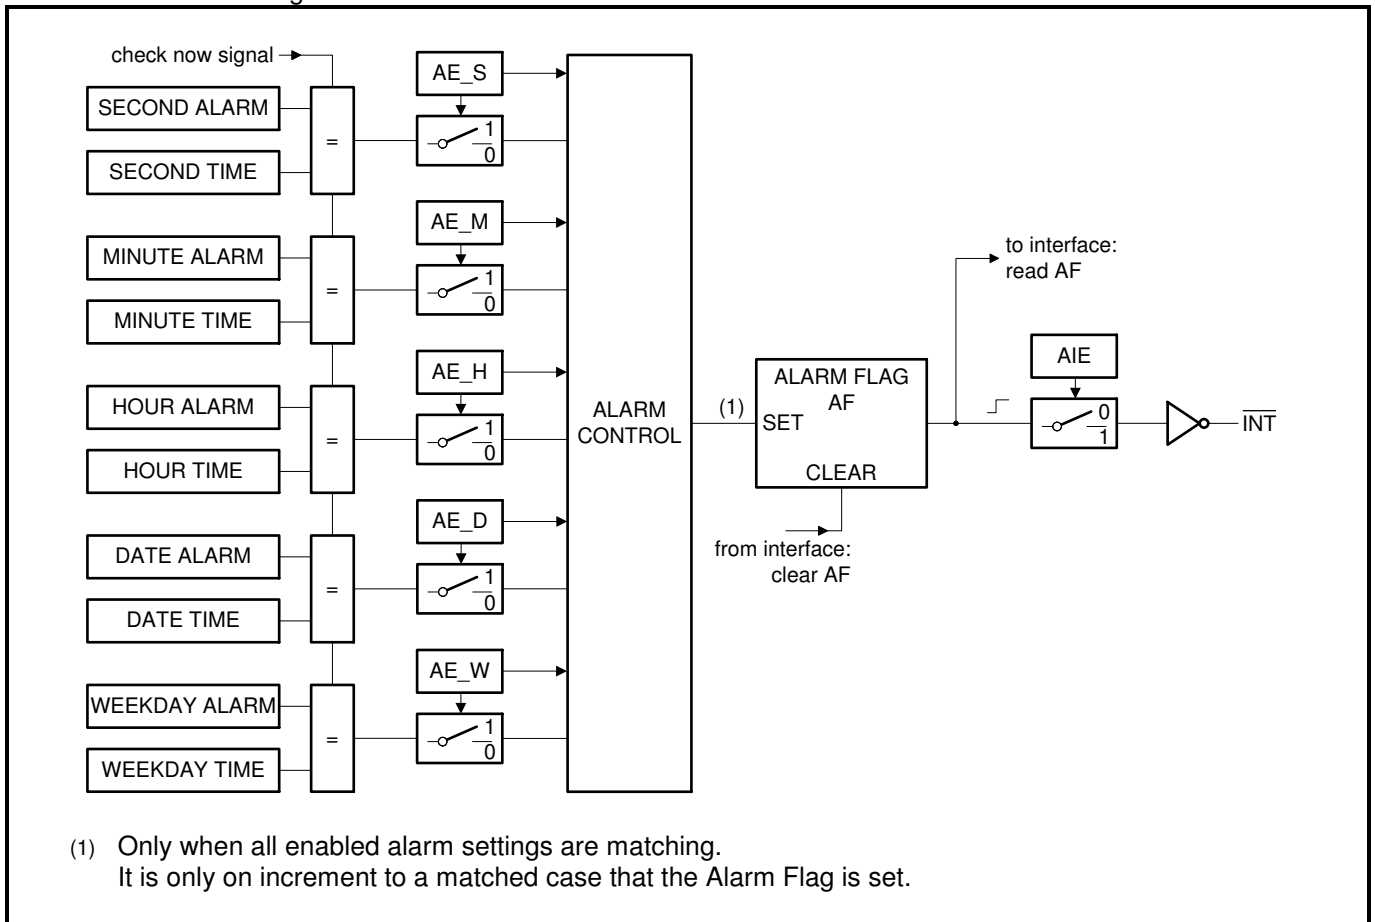 check now signal
SECOND ALARM
SECOND TIME
=
AE_S
1
0
MINUTE ALARM
MINUTE TIME
=
AE_M
1
0
HOUR ALARM
HOUR TIME
=
AE_H
1
0
DATE ALARM
DATE TIME
=
AE_D
1
0
WEEKDAY ALARM
WEEKDAY TIME
=
AE_W
1
0
ALARM
CONTROL
(1)
ALARM FLAG
AF
SET
CLEAR
from interface:
clear AF
to interface:
read AF
AIE
0
1
INT
(1) Only when all enabled alarm settings are matching.
It is only on increment to a matched case that the Alarm Flag is set.